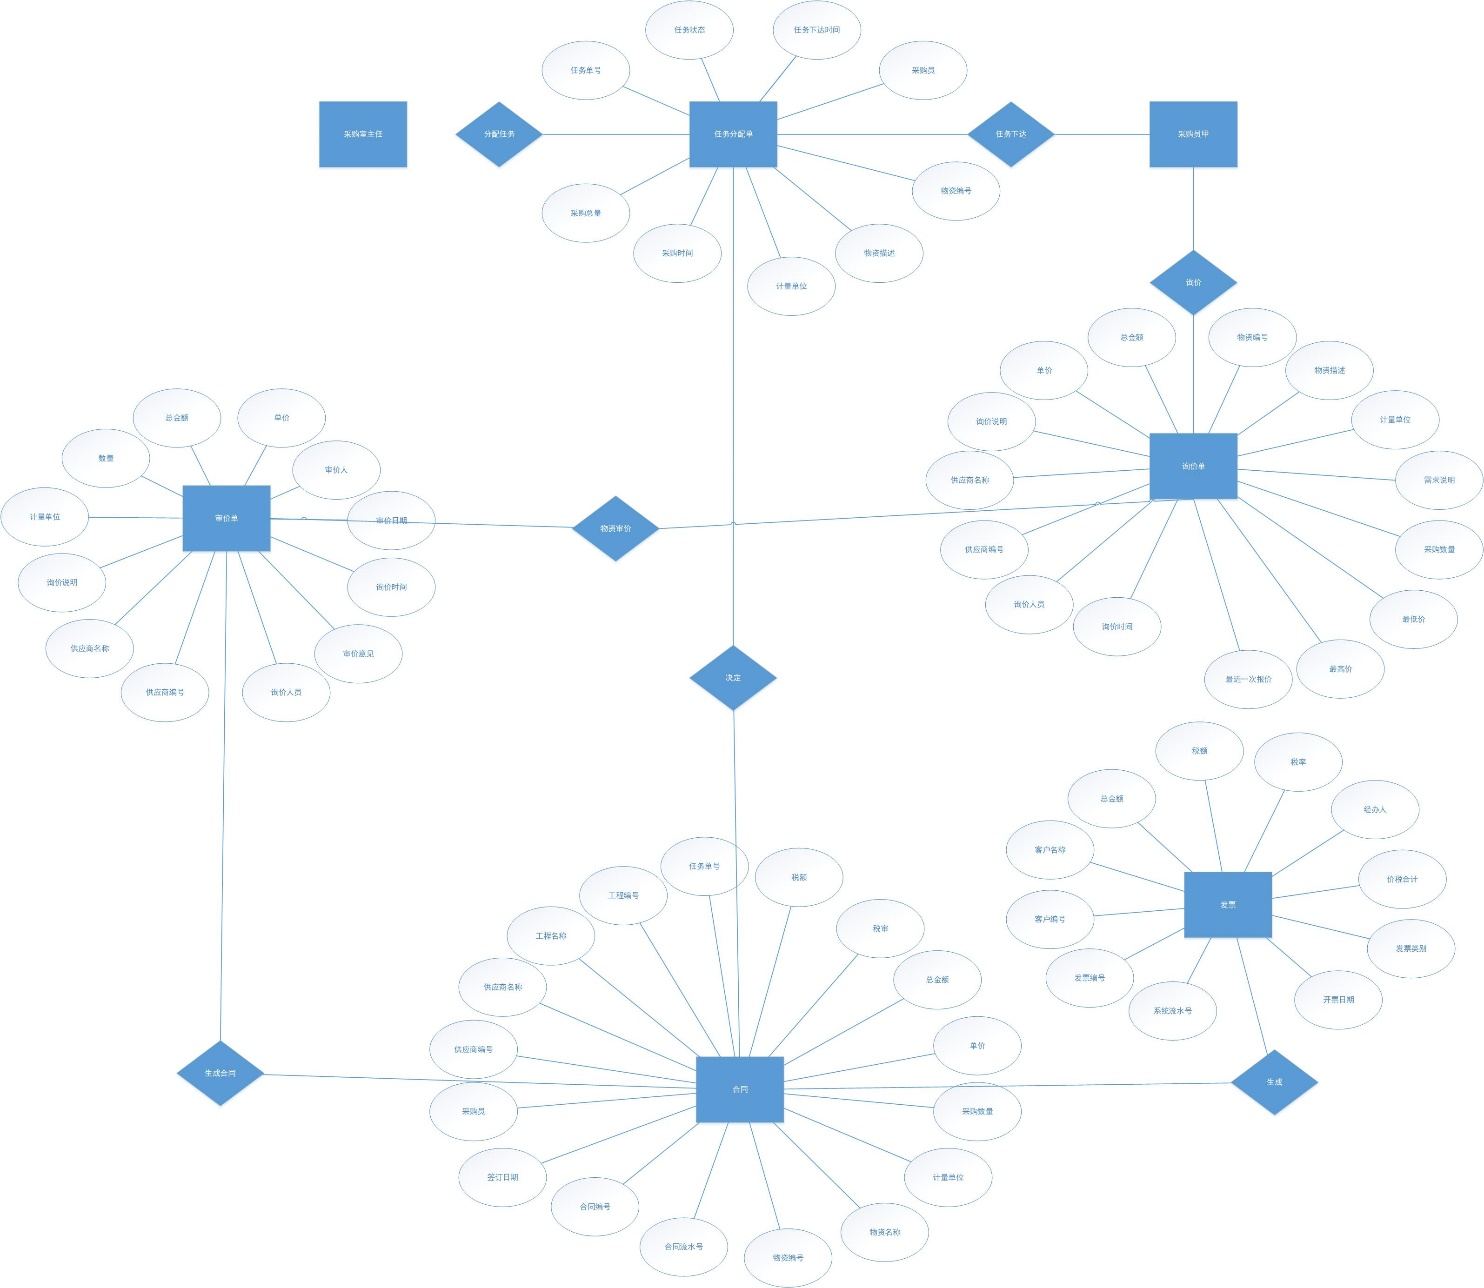 任务状态
任务下达时间
任务单号
采购员
采购室主任
分配任务
任务分配单
任务下达
采购员甲
物资编号
采购总量
采购时间
物资描述
计量单位
询价
总金额
物资编号
单价
物资描述
询价说明
计量单位
询价单
供应商名称
需求说明
供应商编号
采购数量
询价人员
询价时间
最低价
最高价
最近一次报价
总金额
单价
数量
审价人
计量单位
审价单
审价日期
物资审价
询价说明
询价时间
供应商名称
审价意见
供应商编号
询价人员
决定
税额
税率
总金额
经办人
客户名称
价税合计
发票
客户编号
发票类别
发票编号
开票日期
系统流水号
任务单号
税额
工程编号
税审
工程名称
总金额
供应商名称
单价
供应商编号
生成合同
合同
生成
采购员
采购数量
签订日期
计量单位
合同编号
物资名称
合同流水号
物资编号